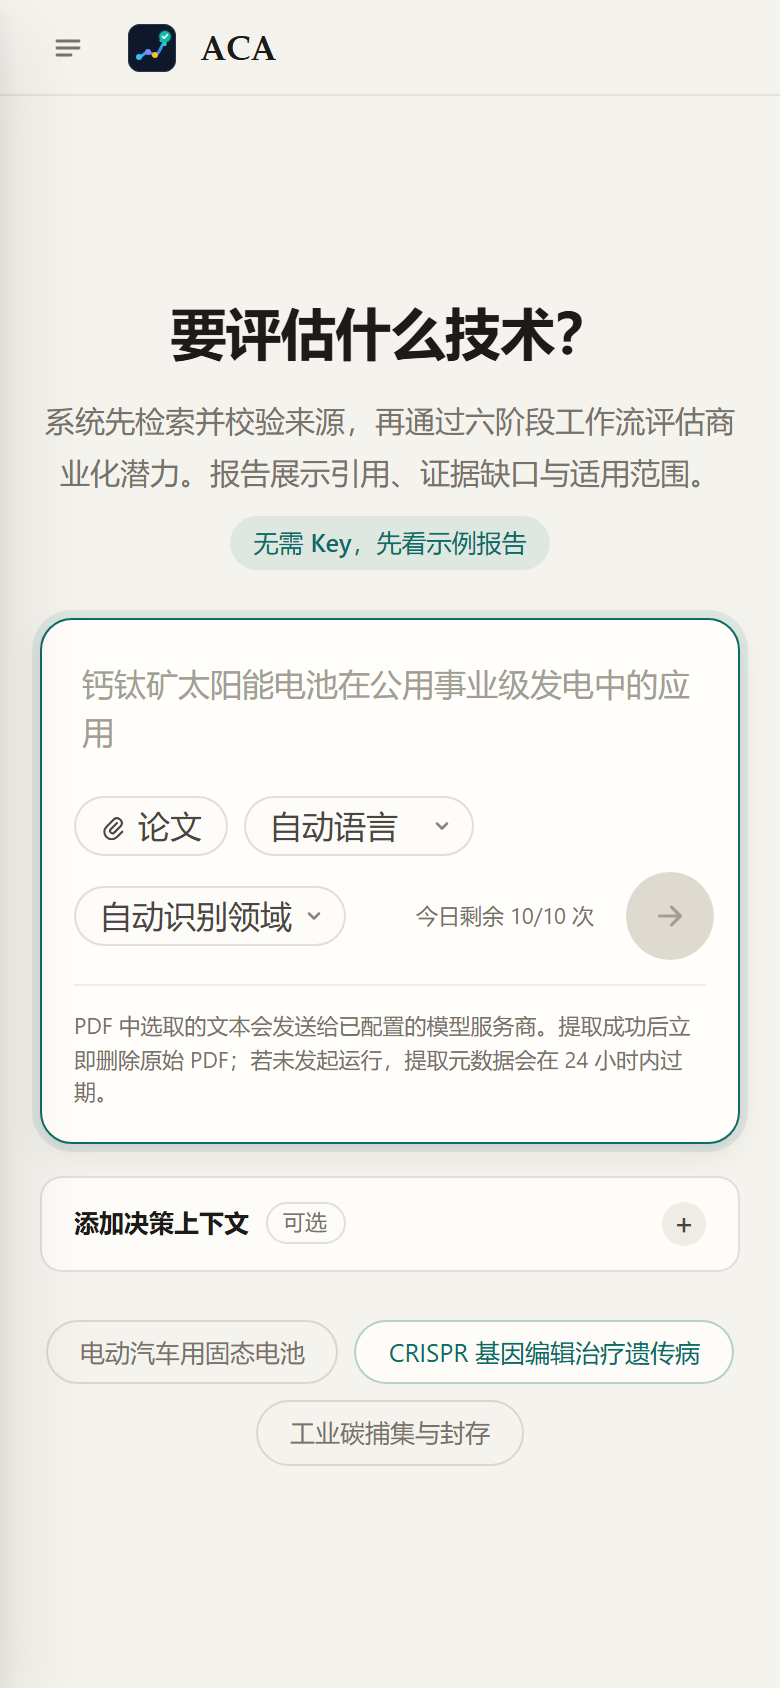 ACA
要评估什么技术？
系统先检索并校验来源，再通过六阶段工作流评估商
业化潜力。报告展示引用、证据缺口与适用范围。
无需 Key，先看示例报告
钙钛矿太阳能电池在公用事业级发电中的应
用
论文
自动语言
自动识别领域
今日剩余 10/10 次
PDF 中选取的文本会发送给已配置的模型服务商。提取成功后立
即删除原始 PDF；若未发起运行，提取元数据会在 24 小时内过
期。
添加决策上下文
可选
+
电动汽车用固态电池
CRISPR 基因编辑治疗遗传病
工业碳捕集与封存